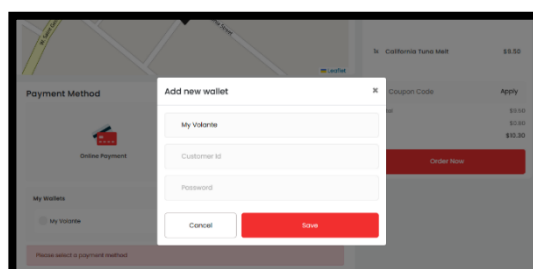 Leaflet
1x California Tuna Melt $9.50
Payment Method
Add new wallet ×
Coupon Code Apply
My Volante
$9.50
$0.80
$10.30
Online Payment
Customer Id
Order Now
Password
My Wallets
My Volante
Cancel Save
Please select a payment method